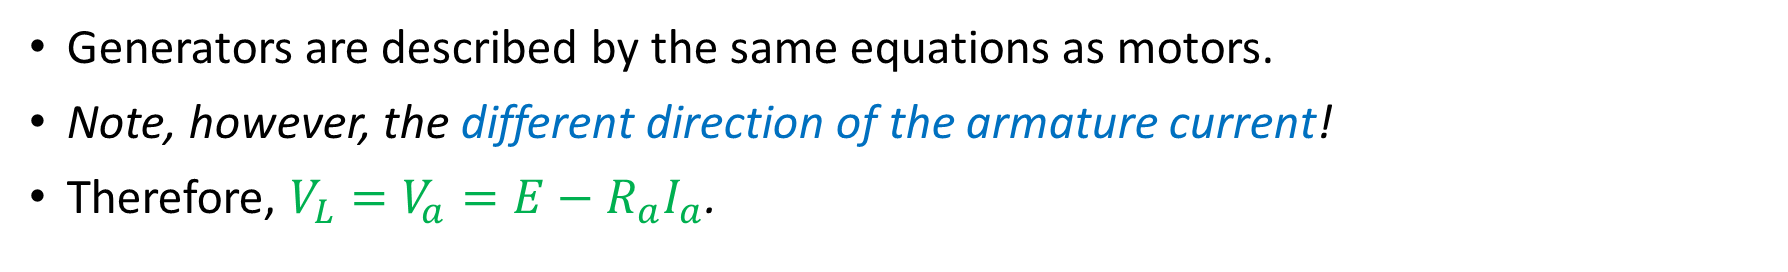 • Generators are described by the same equations as motors.
• Note, however, the different direction of the armature current!
• Therefore, V_L = V_a = E − R_a I_a.